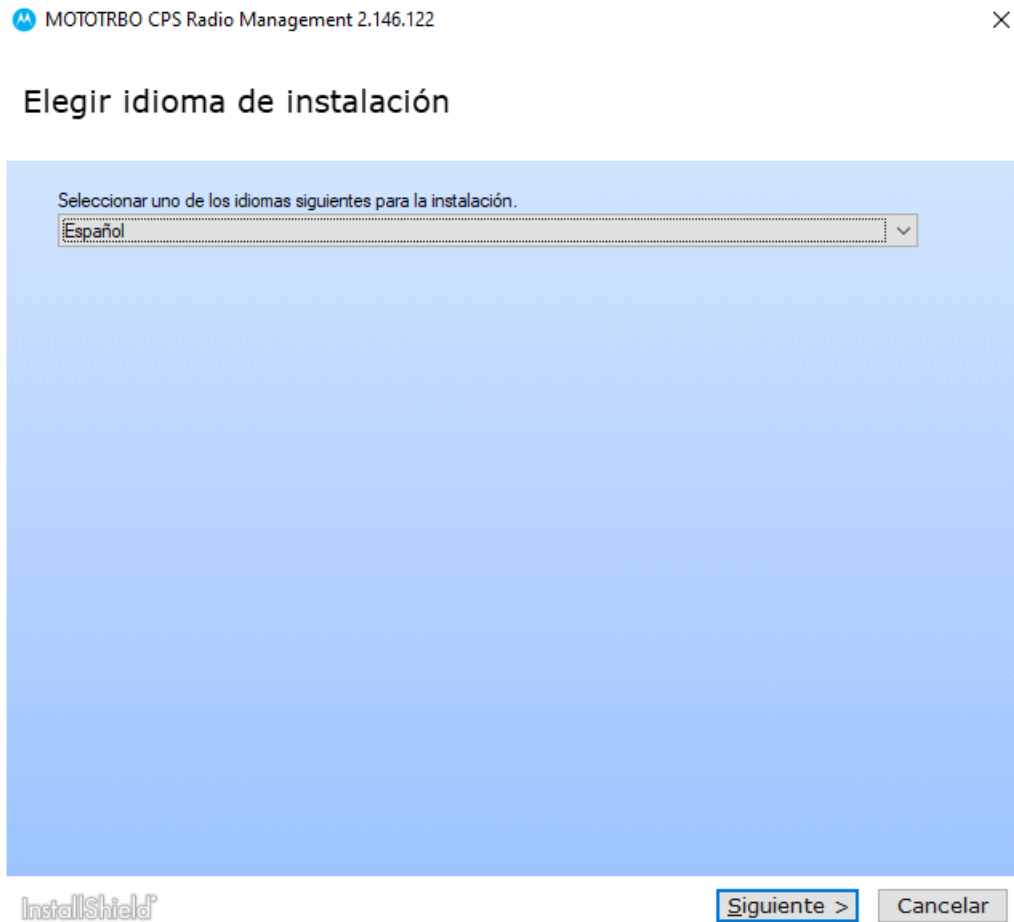 MOTOTRBO CPS Radio Management 2.146.122
Elegir idioma de instalación
Seleccionar uno de los idiomas siguientes para la instalación.
Español
InstallShield
Siguiente >
Cancelar